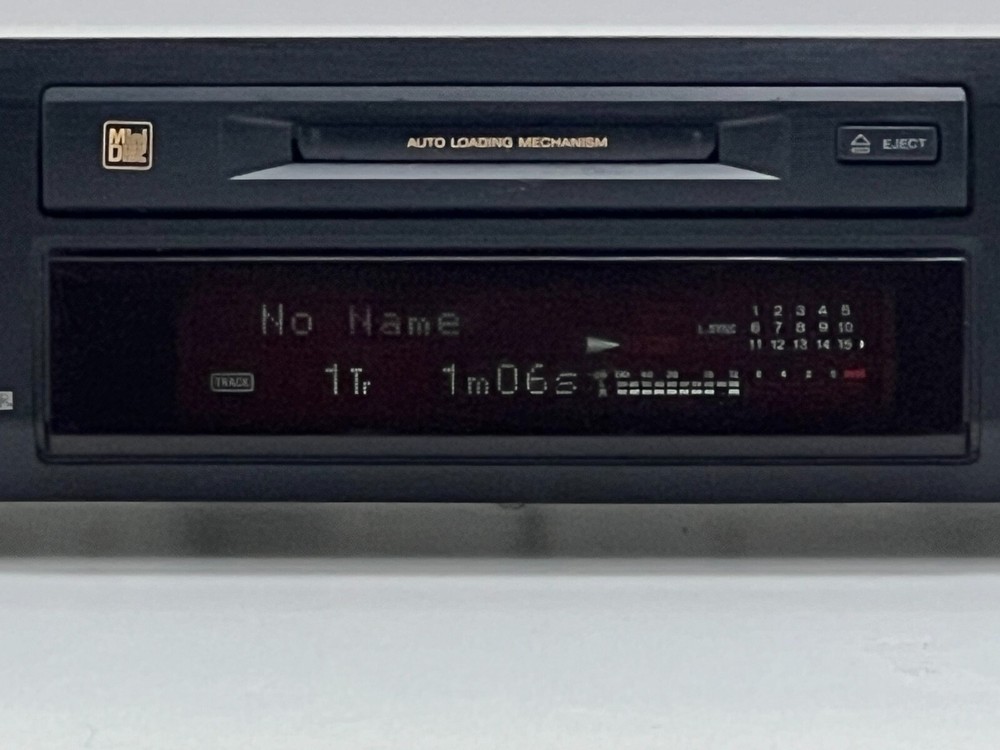 MiniDisc
AUTO LOADING MECHANISM
EJECT
No Name
L.SYNC
1 2 3 4 5
6 7 8 9 10
11 12 13 14 15
TRACK
1Tr 1m06s